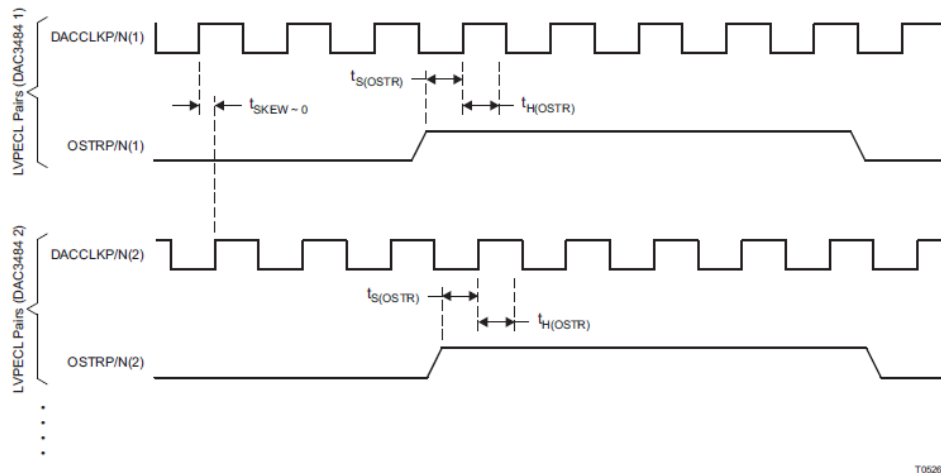 LVPECL Pairs (DAC3484 1)
DACCLKP/N(1)
tS(OSTR)
tSKEW ~ 0
tH(OSTR)
OSTRP/N(1)
LVPECL Pairs (DAC3484 2)
DACCLKP/N(2)
tS(OSTR)
tH(OSTR)
OSTRP/N(2)
T0526